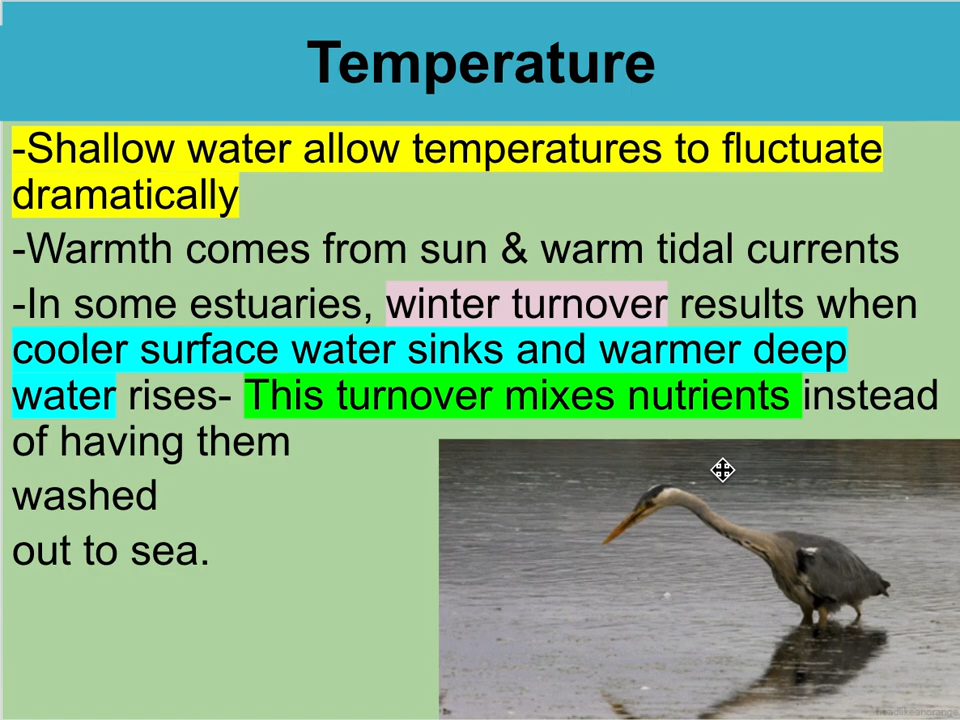 Temperature
-Shallow water allow temperatures to fluctuate
dramatically
-Warmth comes from sun & warm tidal currents
-In some estuaries, winter turnover results when
cooler surface water sinks and warmer deep
water rises- This turnover mixes nutrients instead
of having them
washed
out to sea.
headlikeanorange